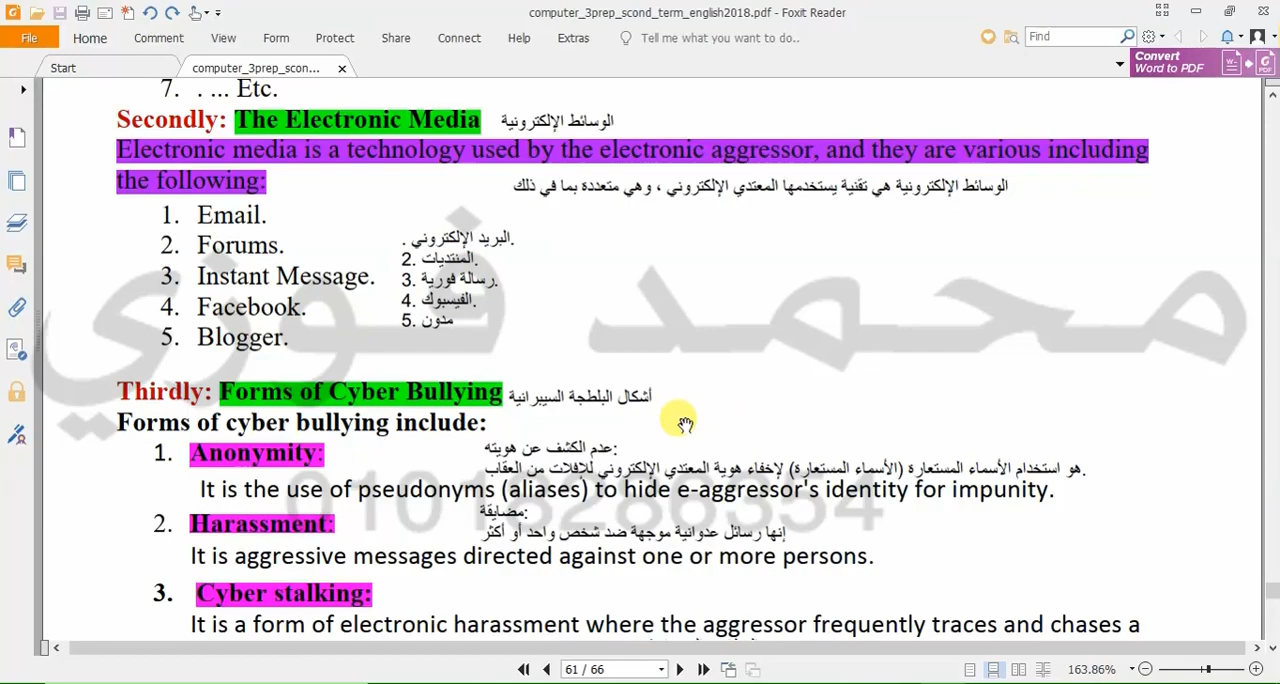 computer_3prep_scond_term_english2018.pdf - Foxit Reader
File Home Comment View Form Protect Share Connect Help Extras Tell me what you want to do.. Find
Start computer_3prep_scon... Convert Word to PDF
7. . ... Etc.
Secondly: The Electronic Media الوسائط الإلكترونية
Electronic media is a technology used by the electronic aggressor, and they are various including
the following: الوسائط الإلكترونية هي تقنية يستخدمها المعتدي الإلكتروني ، وهي متعددة بما في ذلك
1. Email.
. البريد الإلكتروني.
2. Forums.
2. المنتديات.
3. Instant Message.
3. رسالة فورية.
4. Facebook.
4. الفيسبوك.
5. Blogger.
5. مدون
محمد فوزي
Thirdly: Forms of Cyber Bullying أشكال البلطجة السيبرانية
Forms of cyber bullying include:
1. Anonymity:
عدم الكشف عن هويته:
هو استخدام الأسماء المستعارة (الأسماء المستعارة) لإخفاء هوية المعتدي الإلكتروني للإفلات من العقاب.
It is the use of pseudonyms (aliases) to hide e-aggressor's identity for impunity.
01018286354
2. Harassment:
مضايقة:
إنها رسائل عدوانية موجهة ضد شخص واحد أو أكثر
It is aggressive messages directed against one or more persons.
3. Cyber stalking:
It is a form of electronic harassment where the aggressor frequently traces and chases a
61 / 66 163.86%